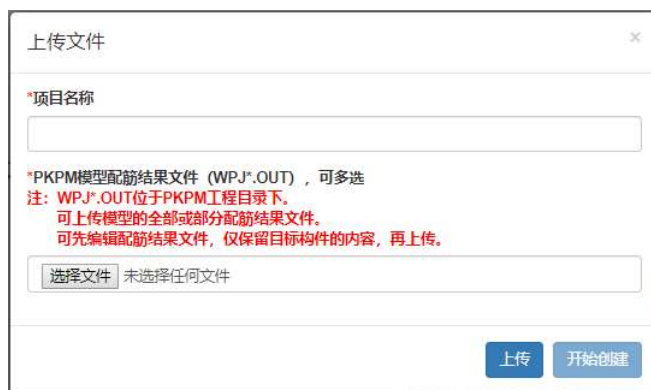 上传文件
×
*项目名称
*PKPM模型配筋结果文件（WPJ*.OUT），可多选
注：WPJ*.OUT位于PKPM工程目录下。
可上传模型的全部或部分配筋结果文件。
可先编辑配筋结果文件，仅保留目标构件的内容，再上传。
选择文件 未选择任何文件
上传 开始创建